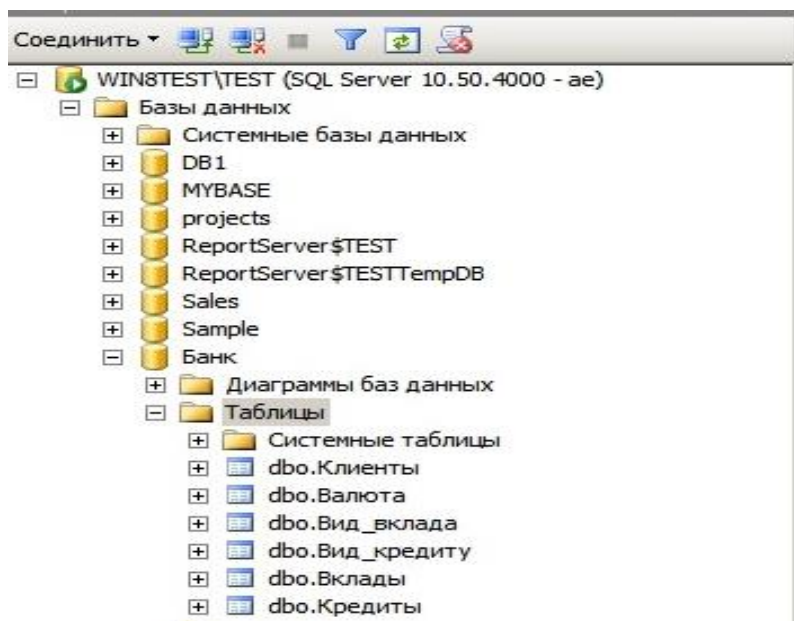 Соединить
WIN8TEST\TEST (SQL Server 10.50.4000 - ae)
Базы данных
Системные базы данных
DB1
MYBASE
projects
ReportServer$TEST
ReportServer$TESTTempDB
Sales
Sample
Банк
Диаграммы баз данных
Таблицы
Системные таблицы
dbo.Клиенты
dbo.Валюта
dbo.Вид_вклада
dbo.Вид_кредиту
dbo.Вклады
dbo.Кредиты